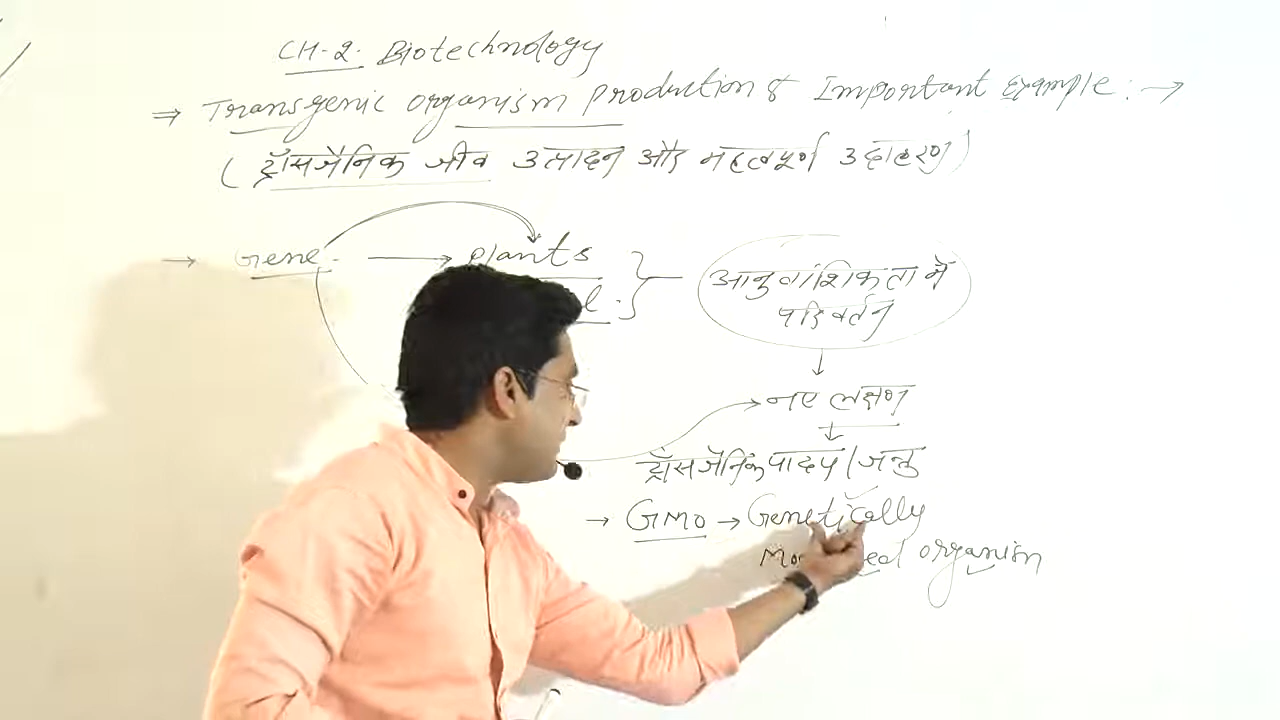 CH-2. Biotechnology
⇒ Transgenic organism production & Important Example :→
(ट्राँसजैनिक जीव उत्पादन और महत्वपूर्ण उदाहरण)
→ Gene. → plants
आनुवांशिकता में
परिवर्तन
नए लक्षण
ट्राँसजैनिक पादप / जन्तु
→ GMO → Genetically
organism